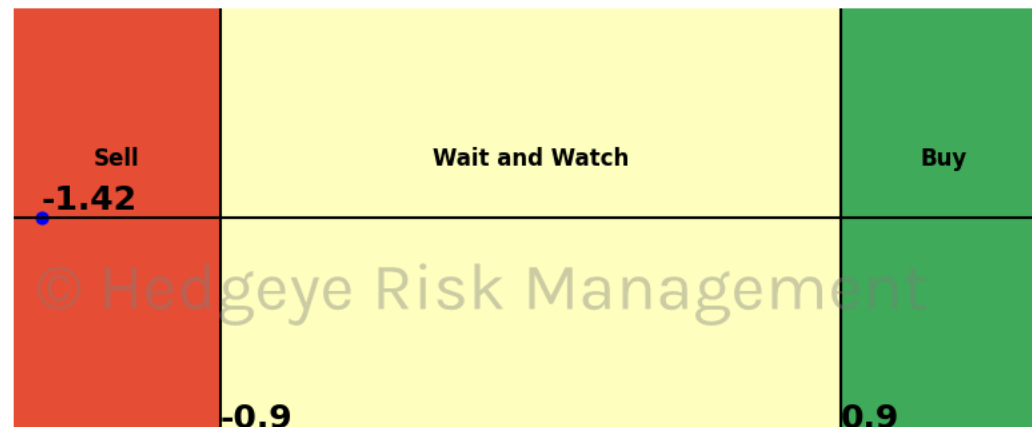 Sell
Wait and Watch
Buy
-1.42
© Hedgeye Risk Management
-0.9
0.9